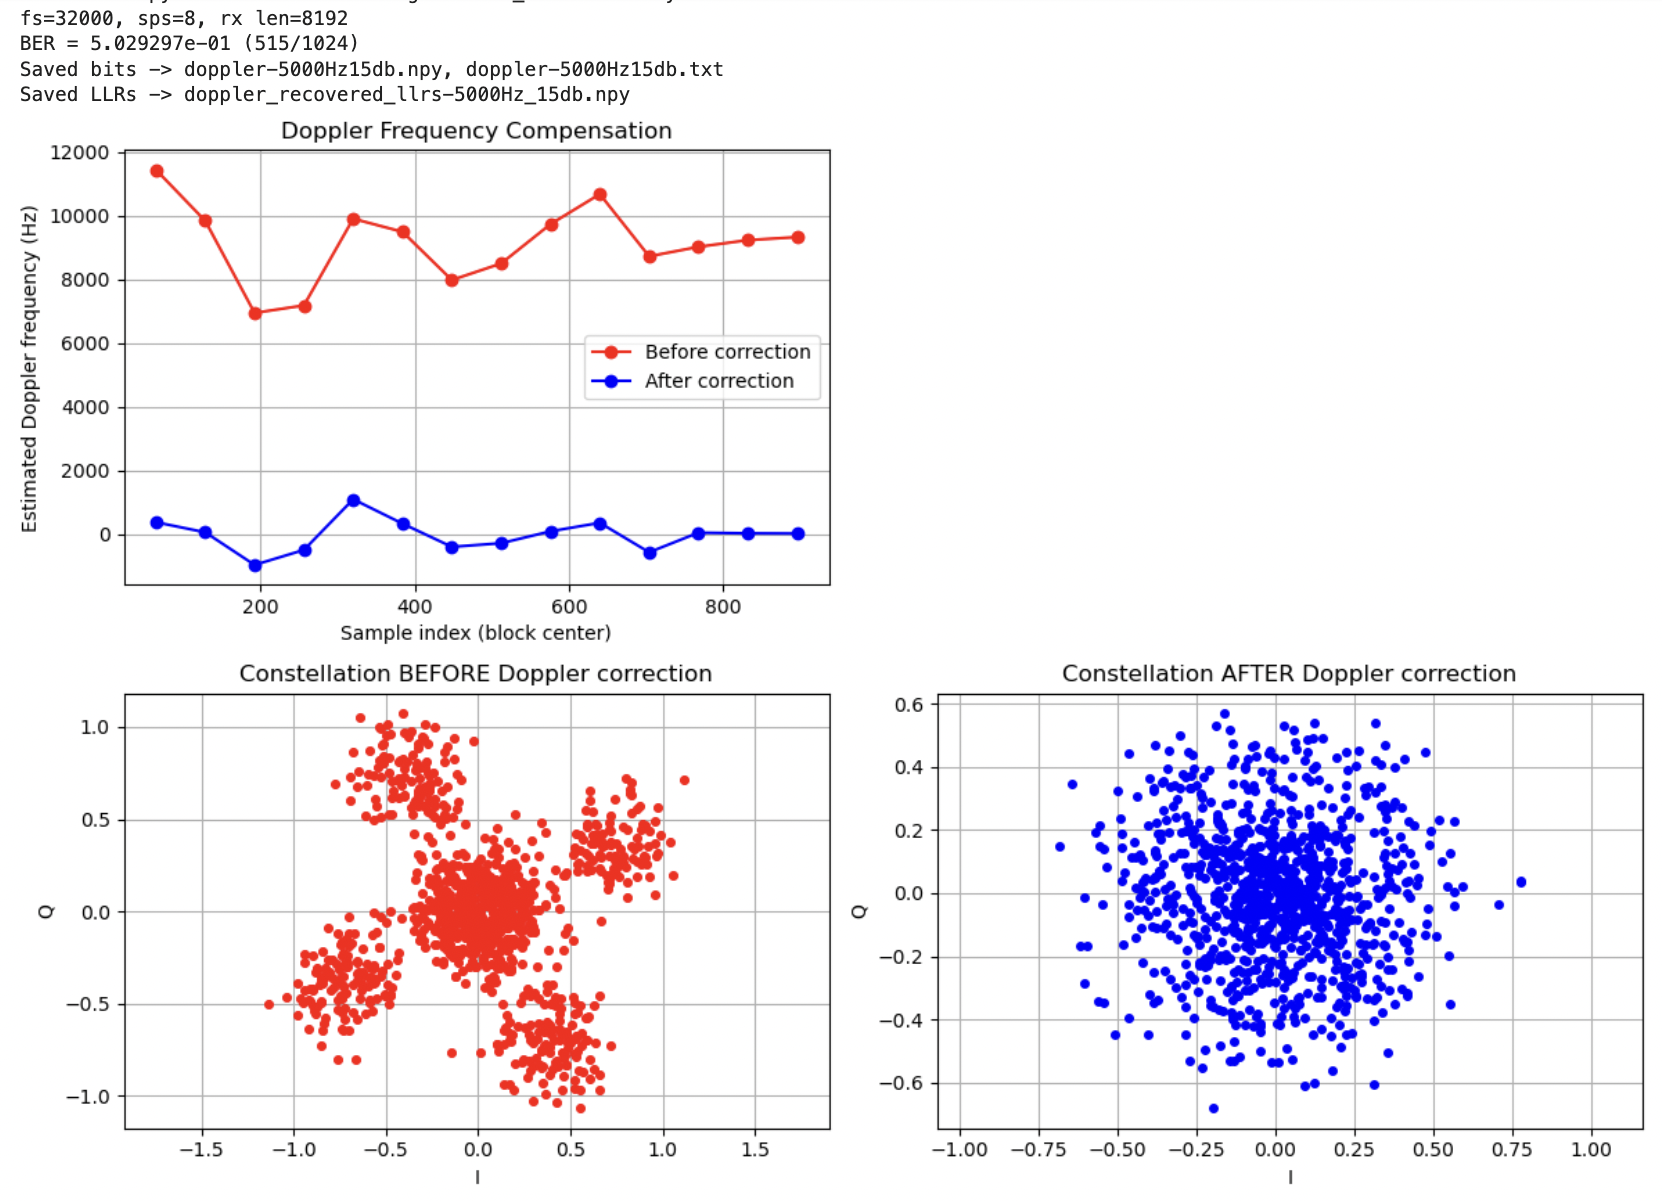 fs=32000, sps=8, rx len=8192
BER = 5.029297e-01 (515/1024)
Saved bits -> doppler-5000Hz15db.npy, doppler-5000Hz15db.txt
Saved LLRs -> doppler_recovered_llrs-5000Hz_15db.npy
Doppler Frequency Compensation
Estimated Doppler frequency (Hz)
12000
10000
8000
6000
4000
2000
0
Before correction
After correction
200 400 600 800
Sample index (block center)
Constellation BEFORE Doppler correction
Q
1.0
0.5
0.0
−0.5
−1.0
−1.5 −1.0 −0.5 0.0 0.5 1.0 1.5
I
Constellation AFTER Doppler correction
Q
0.6
0.4
0.2
0.0
−0.2
−0.4
−0.6
−1.00 −0.75 −0.50 −0.25 0.00 0.25 0.50 0.75 1.00
I